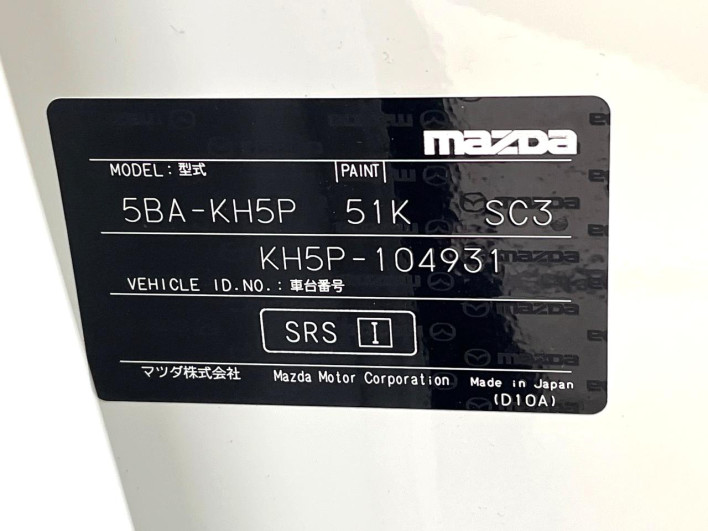 mazda
MODEL：型式 PAINT
5BA-KH5P 51K SC3
KH5P-104931
VEHICLE ID.NO.：車台番号
SRS I
マツダ株式会社 Mazda Motor Corporation Made in Japan
(D10A)